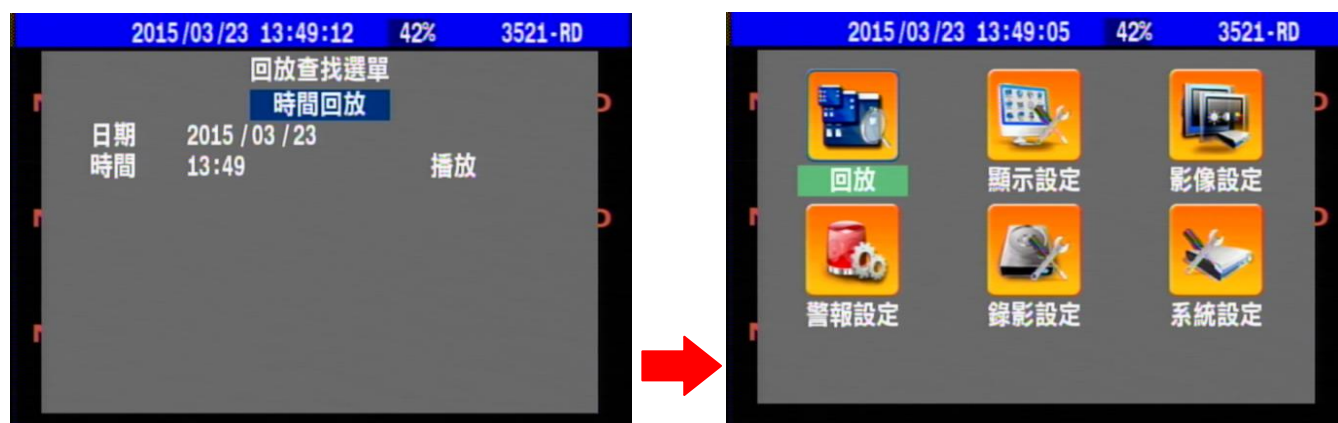 2015/03/23 13:49:12 42% 3521-RD
回放查找選單
時間回放
日期 2015/03/23
時間 13:49 播放
2015/03/23 13:49:05 42% 3521-RD
回放 顯示設定 影像設定
警報設定 錄影設定 系統設定